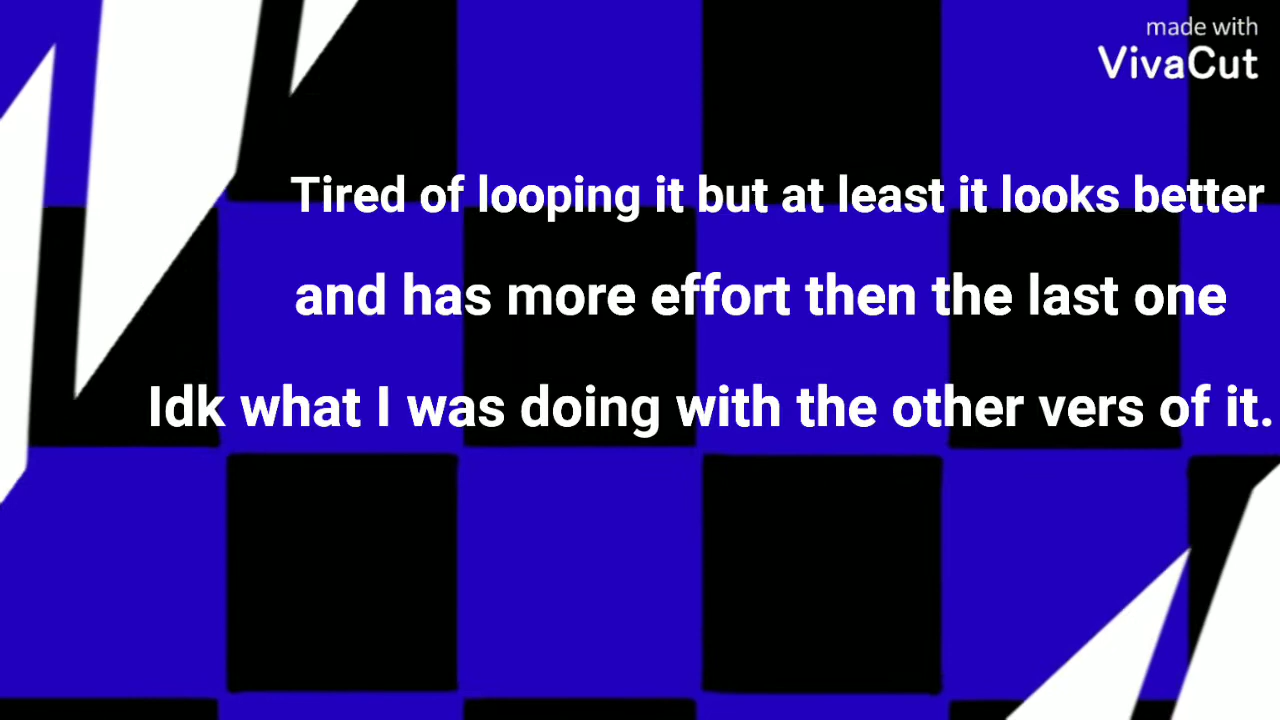 made with
VivaCut
Tired of looping it but at least it looks better
and has more effort then the last one
Idk what I was doing with the other vers of it.